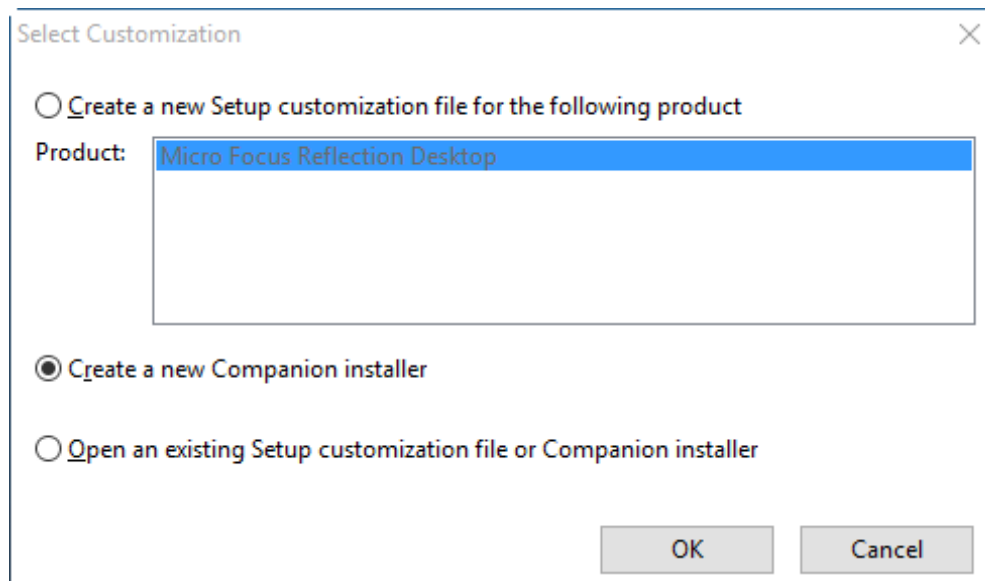 Select Customization
Create a new Setup customization file for the following product
Product:
Micro Focus Reflection Desktop
Create a new Companion installer
Open an existing Setup customization file or Companion installer
OK
Cancel